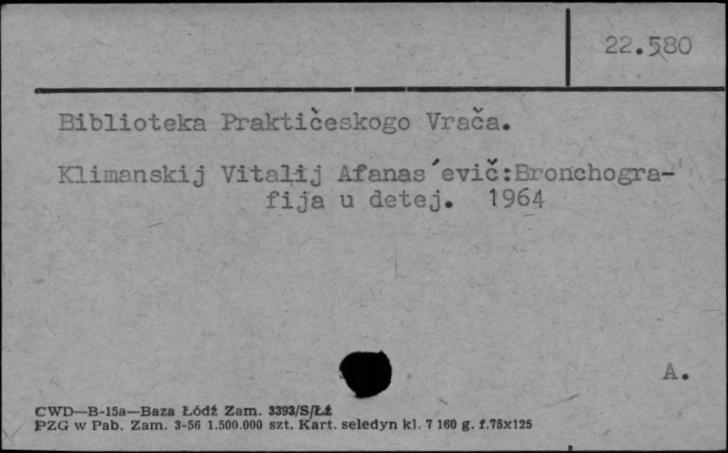 22.580
Biblioteka Praktičeskogo Vrača.
Klimanskij Vitalij Afanas´evič:Bronchogra-
fija u detej. 1964
A.
CWD—B-15a—Baza Łódź Zam. 3393/S/Łź
PZG w Pab. Zam. 3-56 1.500.000 szt. Kart. seledyn kl. 7 160 g. f.75x125